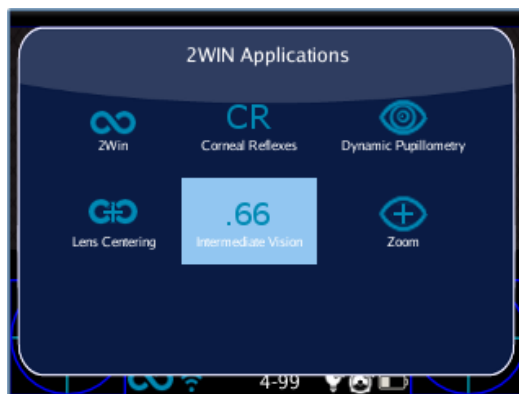 2WIN Applications
CR
2Win
Corneal Reflexes
Dynamic Pupillometry
.66
Lens Centering
Intermediate Vision
Zoom
4-99